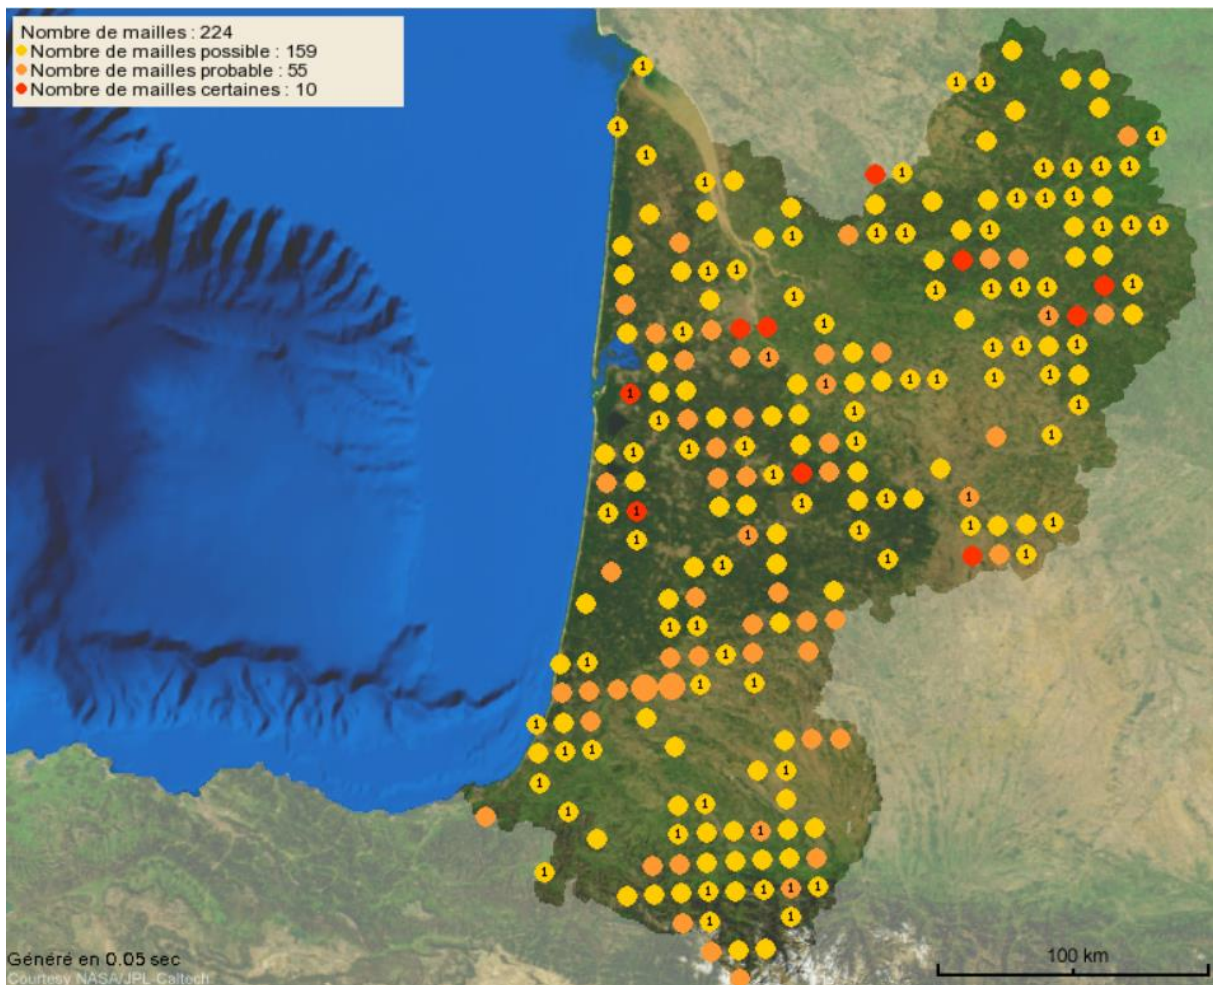 Nombre de mailles : 224
Nombre de mailles possible : 159
Nombre de mailles probable : 55
Nombre de mailles certaines : 10
Généré en 0.05 sec
Courtesy NASA/JPL-Caltech
100 km